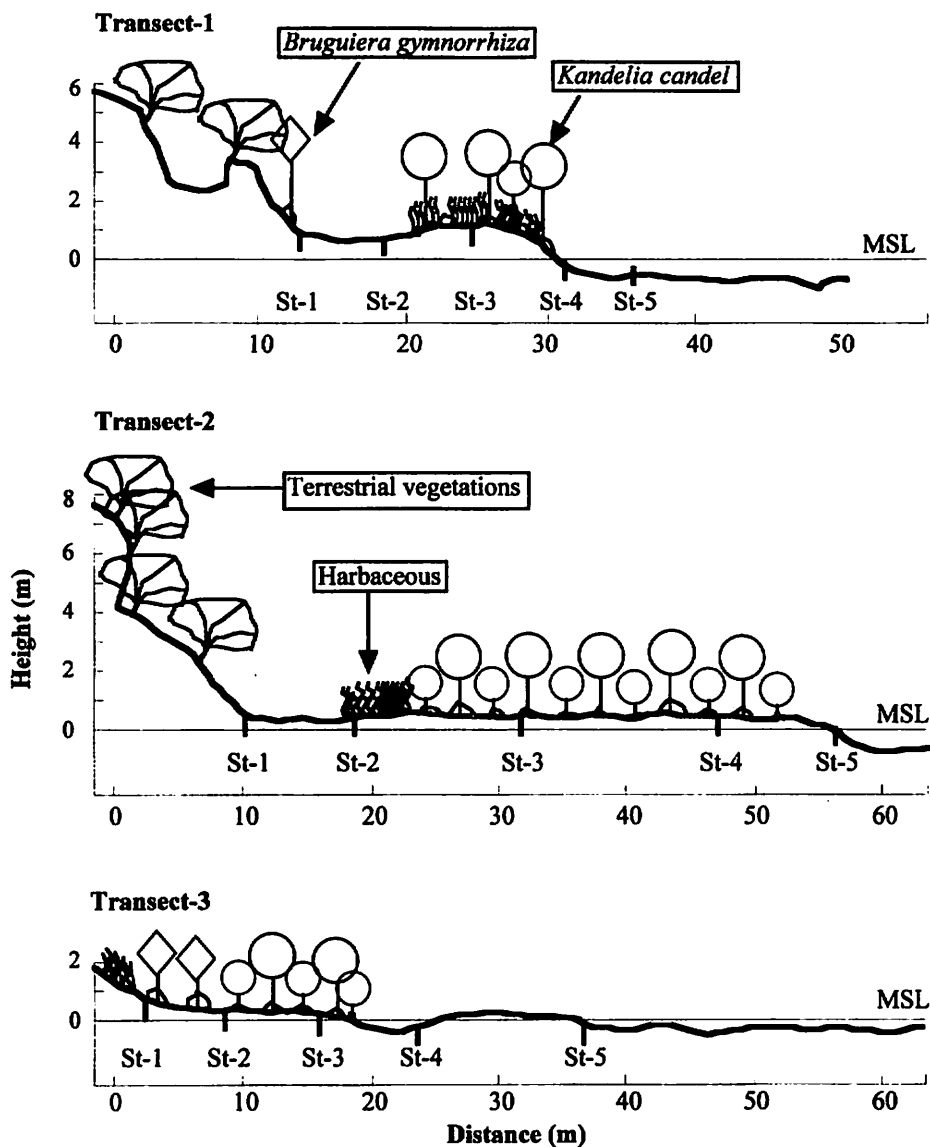 Transect-1
Bruguiera gymnorrhiza
Kandelia candel
6
4
2
0
MSL
St-1 St-2 St-3 St-4 St-5
0 10 20 30 40 50
Transect-2
Terrestrial vegetations
Harbaceous
8
6
4
2
0
Height (m)
MSL
St-1 St-2 St-3 St-4 St-5
0 10 20 30 40 50 60
Transect-3
2
0
MSL
St-1 St-2 St-3 St-4 St-5
0 10 20 30 40 50 60
Distance (m)